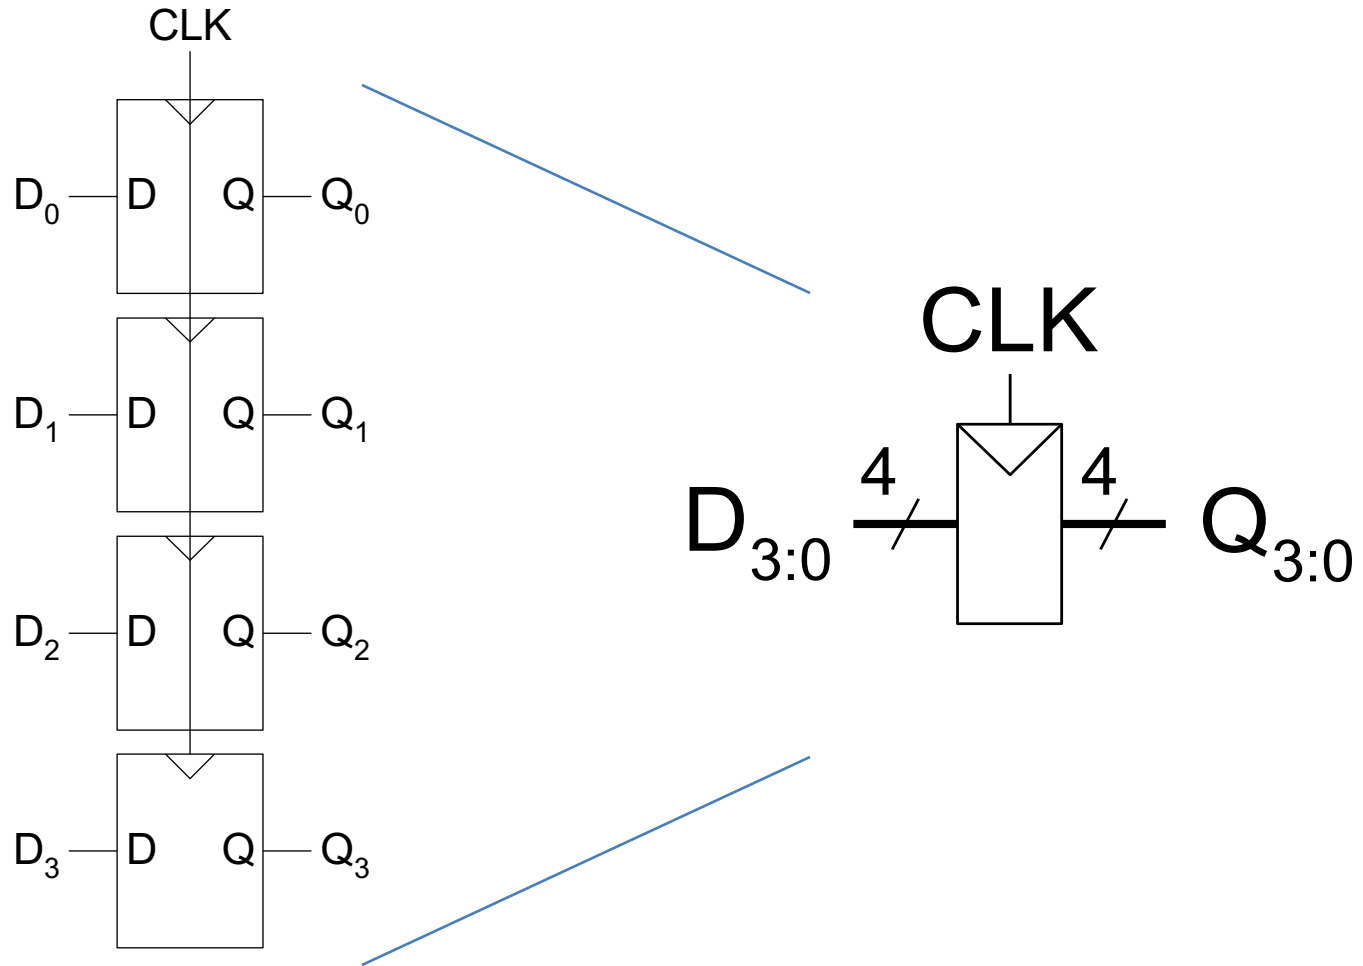 CLK
D₀ D Q Q₀
D₁ D Q Q₁
D₂ D Q Q₂
D₃ D Q Q₃
CLK
4 4
D₃:₀ Q₃:₀